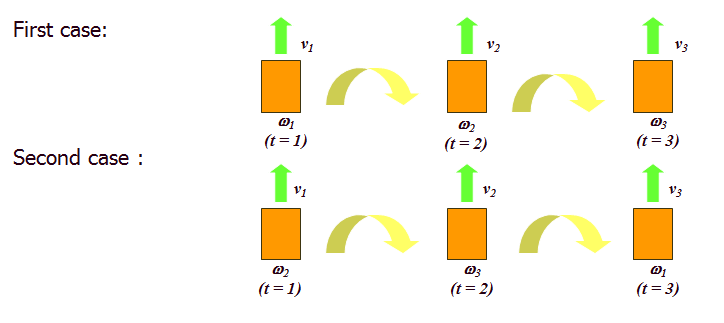 First case:
v1 v2 v3
ω1 ω2 ω3
(t = 1) (t = 2) (t = 3)
Second case :
v1 v2 v3
ω2 ω3 ω1
(t = 1) (t = 2) (t = 3)